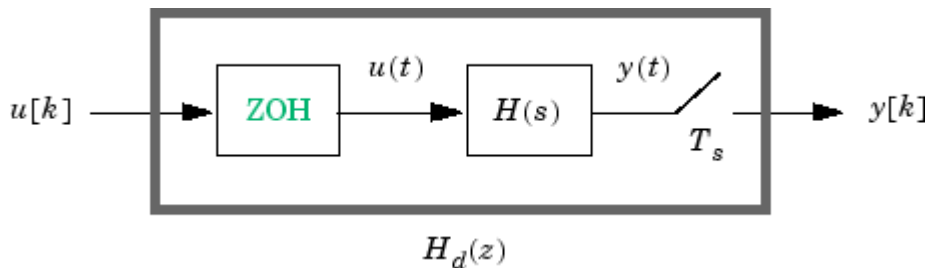 u[k]
ZOH
u(t)
H(s)
y(t)
T_s
y[k]
H_d(z)